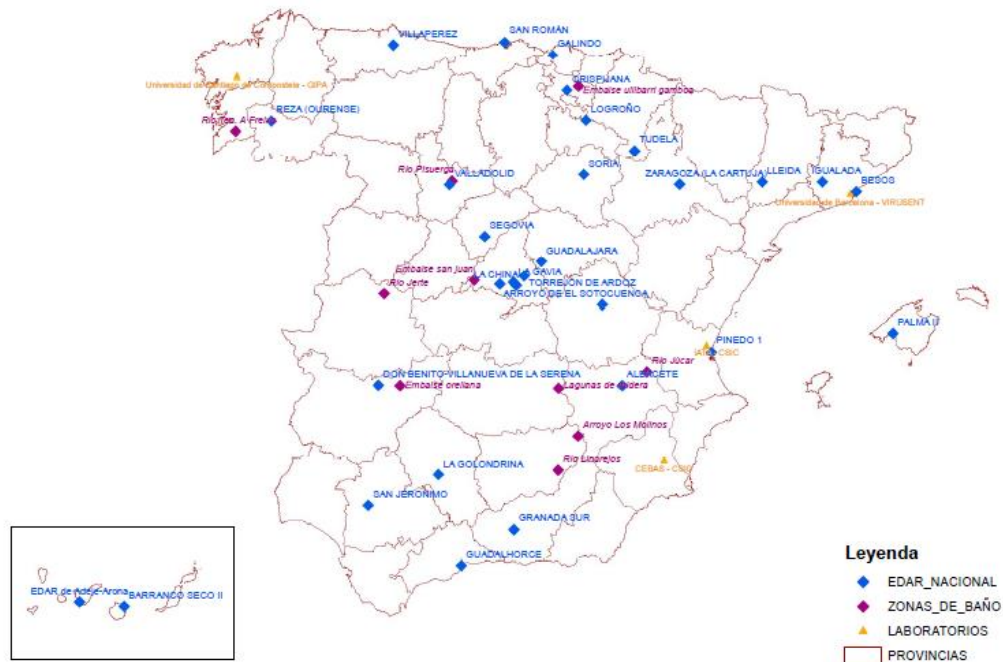 SAN ROMÁN
VILLAPEREZ
GALINDO
Universidad de Santiago de Compostela - GIPA
CRISPIJANA
Embalse ullibarri gamboa
REZA (OURENSE)
LOGROÑO
TUDELA
Río Pisuerga
VALLADOLID
SORIA
ZARAGOZA (LA CARTUJA)
LLEIDA
IGUALADA
BESOS
Universidad de Barcelona - VIRUSENT
SEGOVIA
GUADALAJARA
Embalse san juan
LA CHINA
LA GAVIA
Río Jerte
TORREJÓN DE ARDOZ
ARROYO DE EL SOTO
CUENCA
PALMA II
PINEDO 1
CSIC
Río Júcar
DON BENITO-VILLANUEVA DE LA SERENA
Embalse orellana
Lagunas de
ALBACETE
Arroyo Los Molinos
LA GOLONDRINA
Río Linarejos
CEBAS - CSIC
SAN JERÓNIMO
GRANADA SUR
GUADALHORCE
EDAR de Adeje-Arona
BARRANCO SECO II
Leyenda
EDAR_NACIONAL
ZONAS_DE_BAÑO
LABORATORIOS
PROVINCIAS